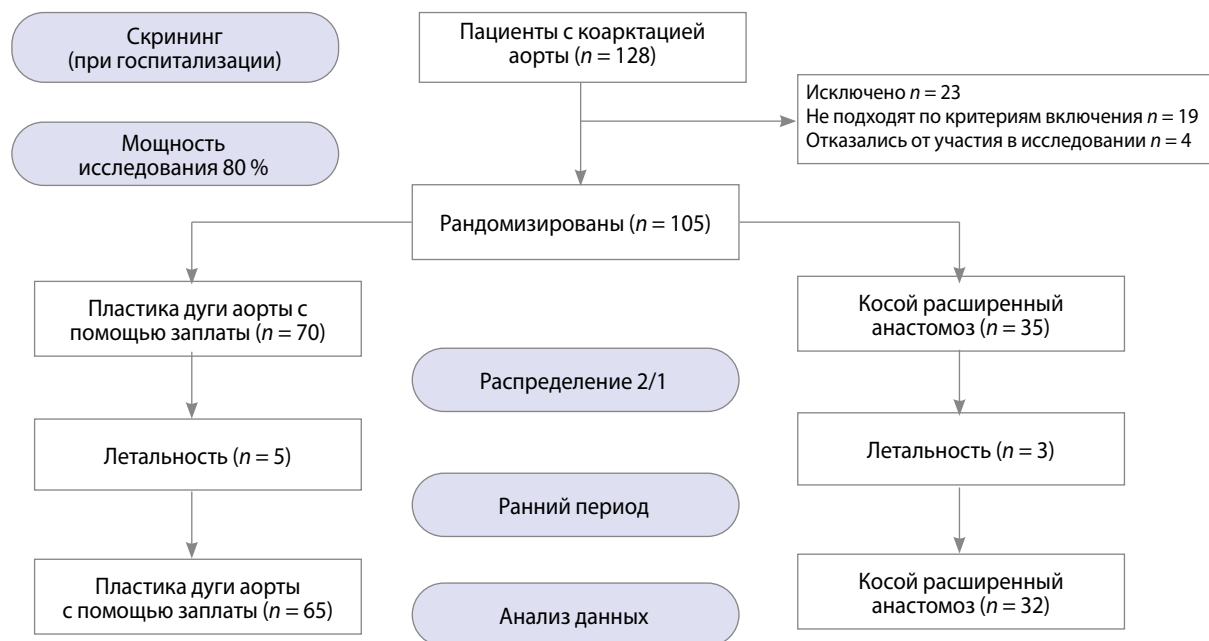 Скрининг
(при госпитализации)
Пациенты с коарктацией
аорты (n = 128)
Исключено n = 23
Не подходят по критериям включения n = 19
Отказались от участия в исследовании n = 4
Мощность
исследования 80 %
Рандомизированы (n = 105)
Пластика дуги аорты с
помощью заплаты (n = 70)
Косой расширенный
анастомоз (n = 35)
Распределение 2/1
Летальность (n = 5)
Летальность (n = 3)
Ранний период
Пластика дуги аорты
с помощью заплаты (n = 65)
Косой расширенный
анастомоз (n = 32)
Анализ данных